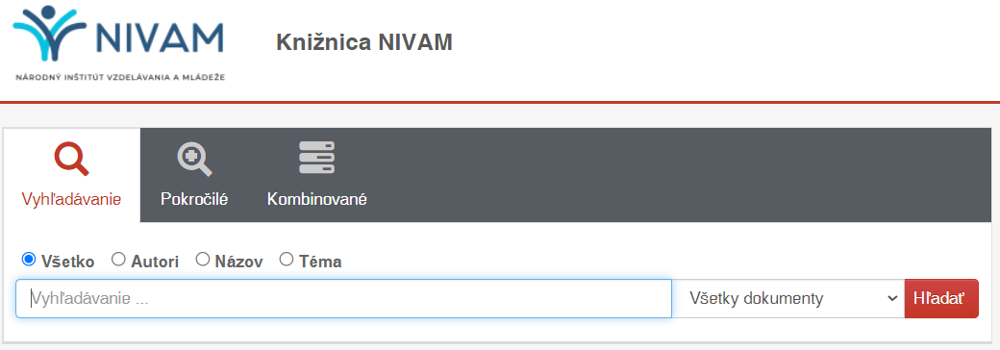 NIVAM
NÁRODNÝ INŠTITÚT VZDELÁVANIA A MLÁDEŽE
Knižnica NIVAM
Vyhľadávanie
Pokročilé
Kombinované
Všetko
Autori
Názov
Téma
Vyhľadávanie ...
Všetky dokumenty
Hľadať